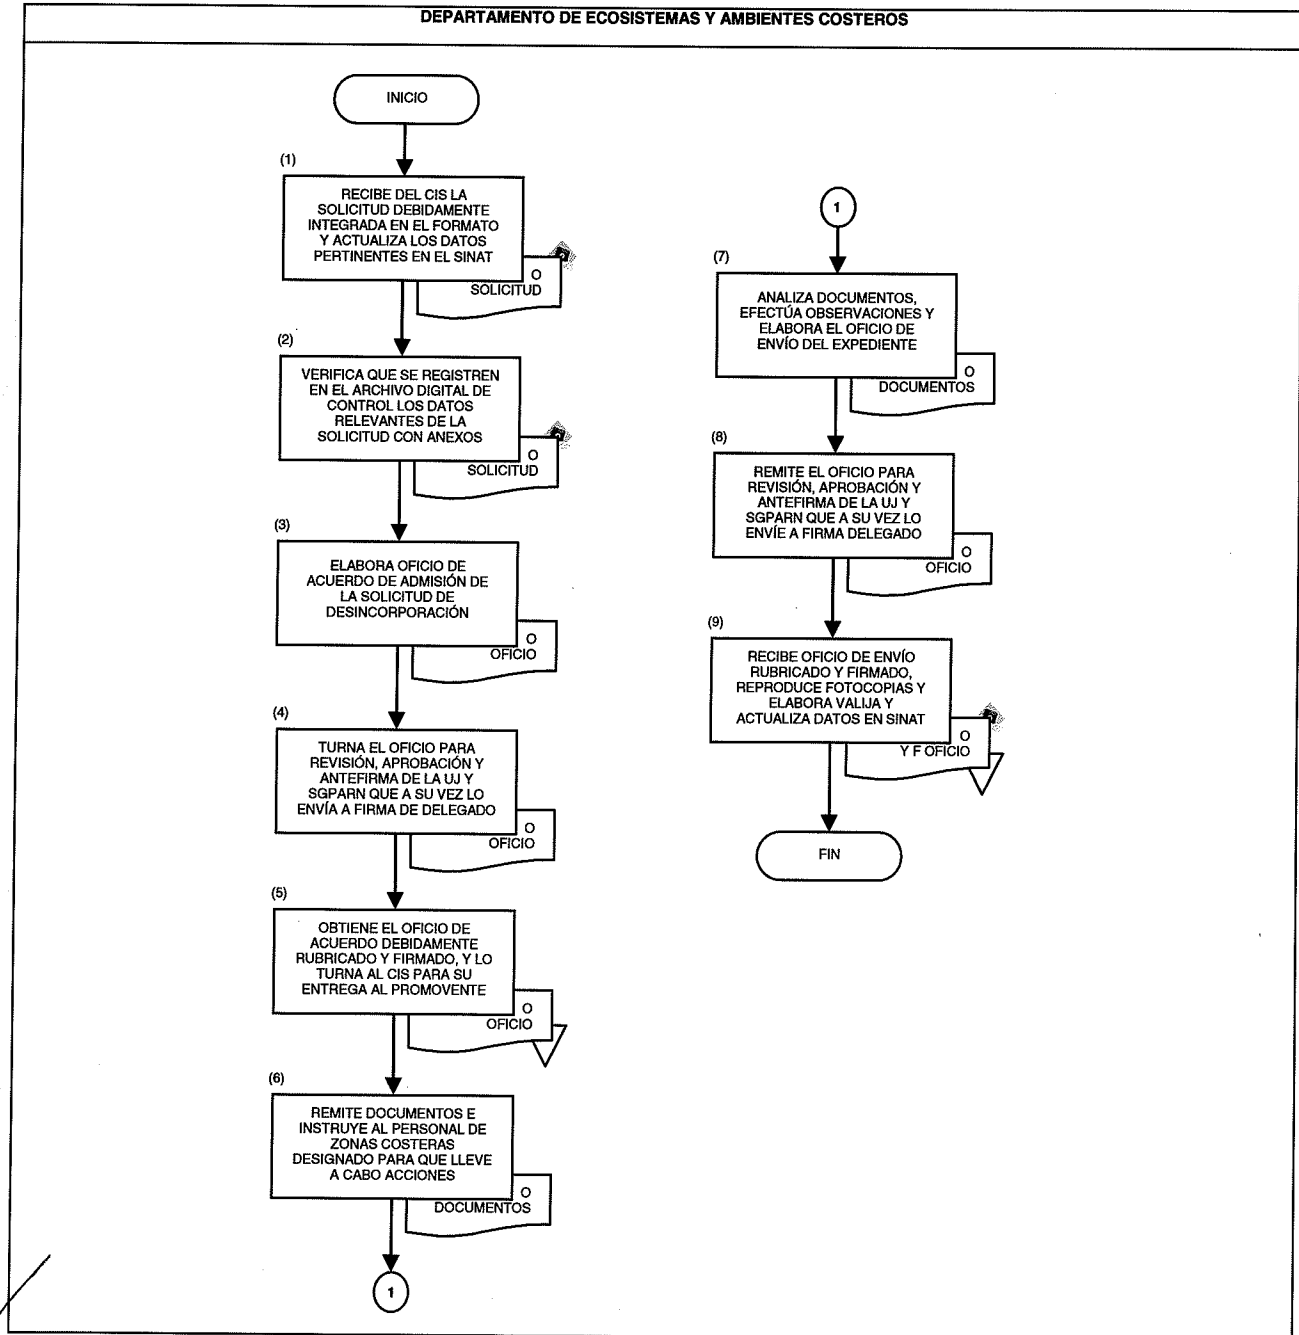 DEPARTAMENTO DE ECOSISTEMAS Y AMBIENTES COSTEROS
INICIO
(1)
RECIBE DEL CIS LA
SOLICITUD DEBIDAMENTE
INTEGRADA EN EL FORMATO
Y ACTUALIZA LOS DATOS
PERTINENTES EN EL SINAT
O
SOLICITUD
(2)
VERIFICA QUE SE REGISTREN
EN EL ARCHIVO DIGITAL DE
CONTROL LOS DATOS
RELEVANTES DE LA
SOLICITUD CON ANEXOS
O
SOLICITUD
(3)
ELABORA OFICIO DE
ACUERDO DE ADMISIÓN DE
LA SOLICITUD DE
DESINCORPORACIÓN
O
OFICIO
(4)
TURNA EL OFICIO PARA
REVISIÓN, APROBACIÓN Y
ANTEFIRMA DE LA UJ Y
SGPARN QUE A SU VEZ LO
ENVÍA A FIRMA DE DELEGADO
O
OFICIO
(5)
OBTIENE EL OFICIO DE
ACUERDO DEBIDAMENTE
RUBRICADO Y FIRMADO, Y LO
TURNA AL CIS PARA SU
ENTREGA AL PROMOVENTE
O
OFICIO
(6)
REMITE DOCUMENTOS E
INSTRUYE AL PERSONAL DE
ZONAS COSTERAS
DESIGNADO PARA QUE LLEVE
A CABO ACCIONES
O
DOCUMENTOS
1
1
(7)
ANALIZA DOCUMENTOS,
EFECTÚA OBSERVACIONES Y
ELABORA EL OFICIO DE
ENVÍO DEL EXPEDIENTE
O
DOCUMENTOS
(8)
REMITE EL OFICIO PARA
REVISIÓN, APROBACIÓN Y
ANTEFIRMA DE LA UJ Y
SGPARN QUE A SU VEZ LO
ENVÍE A FIRMA DELEGADO
O
OFICIO
(9)
RECIBE OFICIO DE ENVÍO
RUBRICADO Y FIRMADO,
REPRODUCE FOTOCOPIAS Y
ELABORA VALIJA Y
ACTUALIZA DATOS EN SINAT
O
Y F OFICIO
FIN